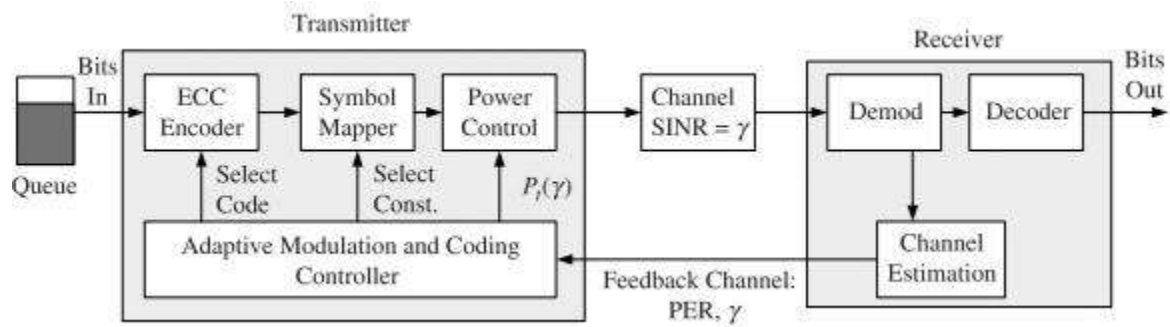 Transmitter
Receiver
Bits
In
Bits
Out
ECC
Encoder
Symbol
Mapper
Power
Control
Channel
SINR = γ
Demod
Decoder
Queue
Select
Code
Select
Const.
Pₜ(γ)
Adaptive Modulation and Coding
Controller
Channel
Estimation
Feedback Channel:
PER, γ